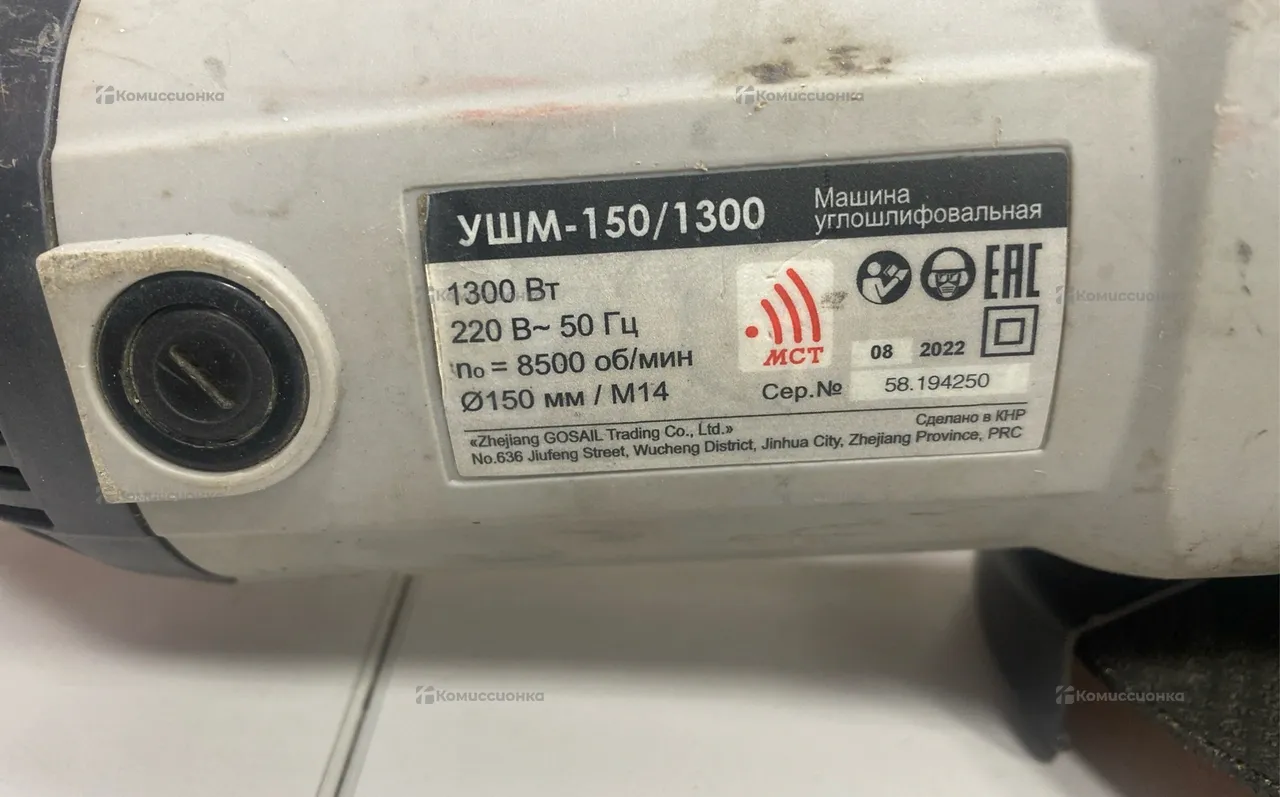 Комиссионка
Комиссионка
УШМ-150/1300
Машина
углошлифовальная
1300 Вт
220 В~ 50 Гц
n₀ = 8500 об/мин
Ø150 мм / М14
МСТ
EAC
08 2022
Сер.№ 58.194250
Сделано в КНР
«Zhejiang GOSAIL Trading Co., Ltd.»
No.636 Jiufeng Street, Wucheng District, Jinhua City, Zhejiang Province, PRC
Комиссионка
Комиссионка
Комиссионка